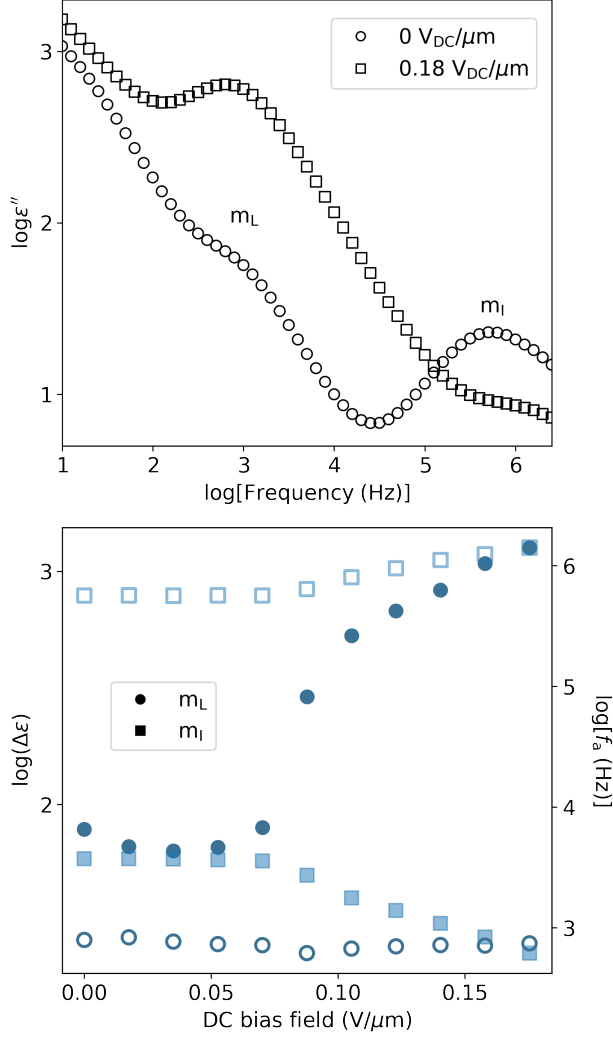 3
2
1
logε″
0 V_DC/μm
0.18 V_DC/μm
m_L
m_I
1 2 3 4 5 6
log[Frequency (Hz)]
3
2
log(Δε)
m_L
m_I
6
5
4
3
log[f_a (Hz)]
0.00 0.05 0.10 0.15
DC bias field (V/μm)